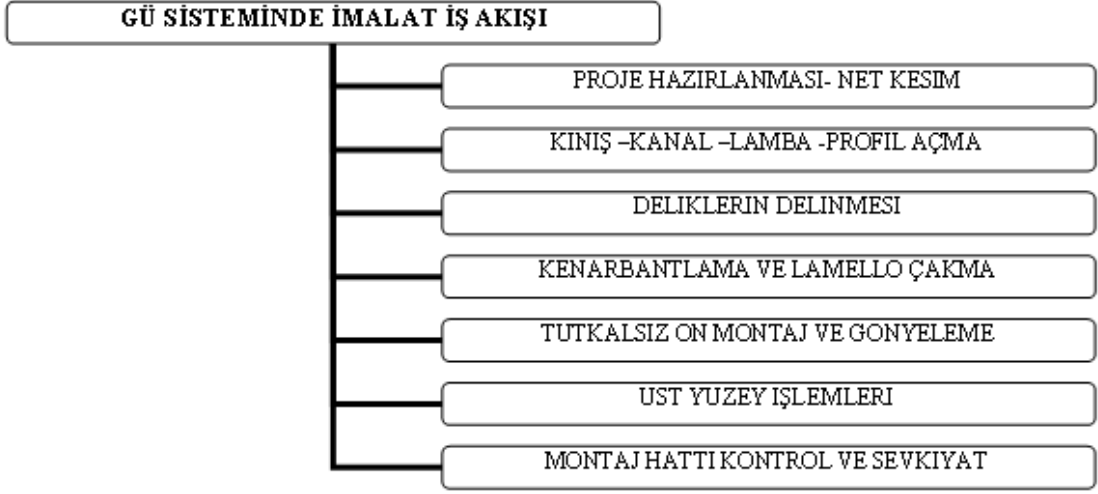 GÜ SİSTEMİNDE İMALAT İŞ AKIŞI
PROJE HAZIRLANMASI- NET KESIM
KINIŞ –KANAL –LAMBA -PROFIL AÇMA
DELIKLERIN DELINMESI
KENARBANTLAMA VE LAMELLO ÇAKMA
TUTKALSIZ ON MONTAJ VE GONYELEME
UST YUZEY IŞLEMLERI
MONTAJ HATTI KONTROL VE SEVKIYAT